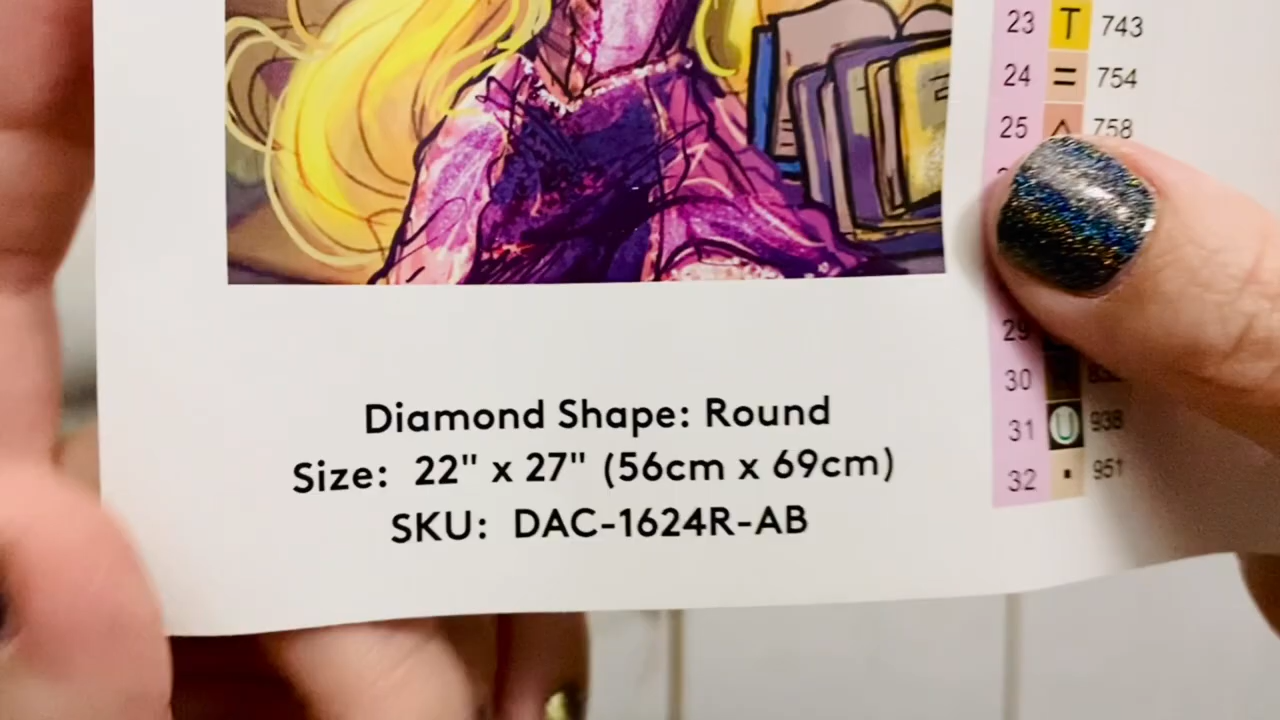 23 T 743
24 = 754
25 758
29
30
31 U 938
32 951
Diamond Shape: Round
Size: 22" x 27" (56cm x 69cm)
SKU: DAC-1624R-AB